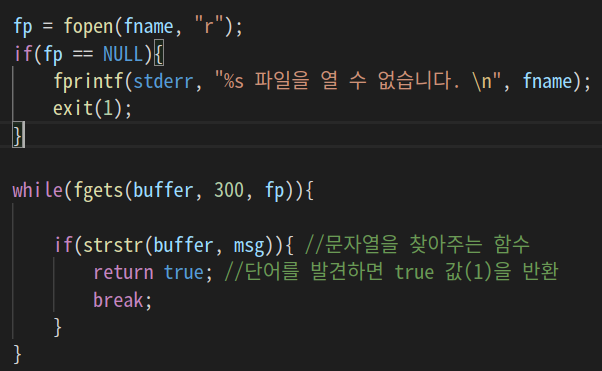 fp = fopen(fname, "r");
if(fp == NULL){
fprintf(stderr, "%s 파일을 열 수 없습니다. \n", fname);
exit(1);
}
while(fgets(buffer, 300, fp)){
if(strstr(buffer, msg)){ //문자열을 찾아주는 함수
return true; //단어를 발견하면 true 값(1)을 반환
break;
}
}